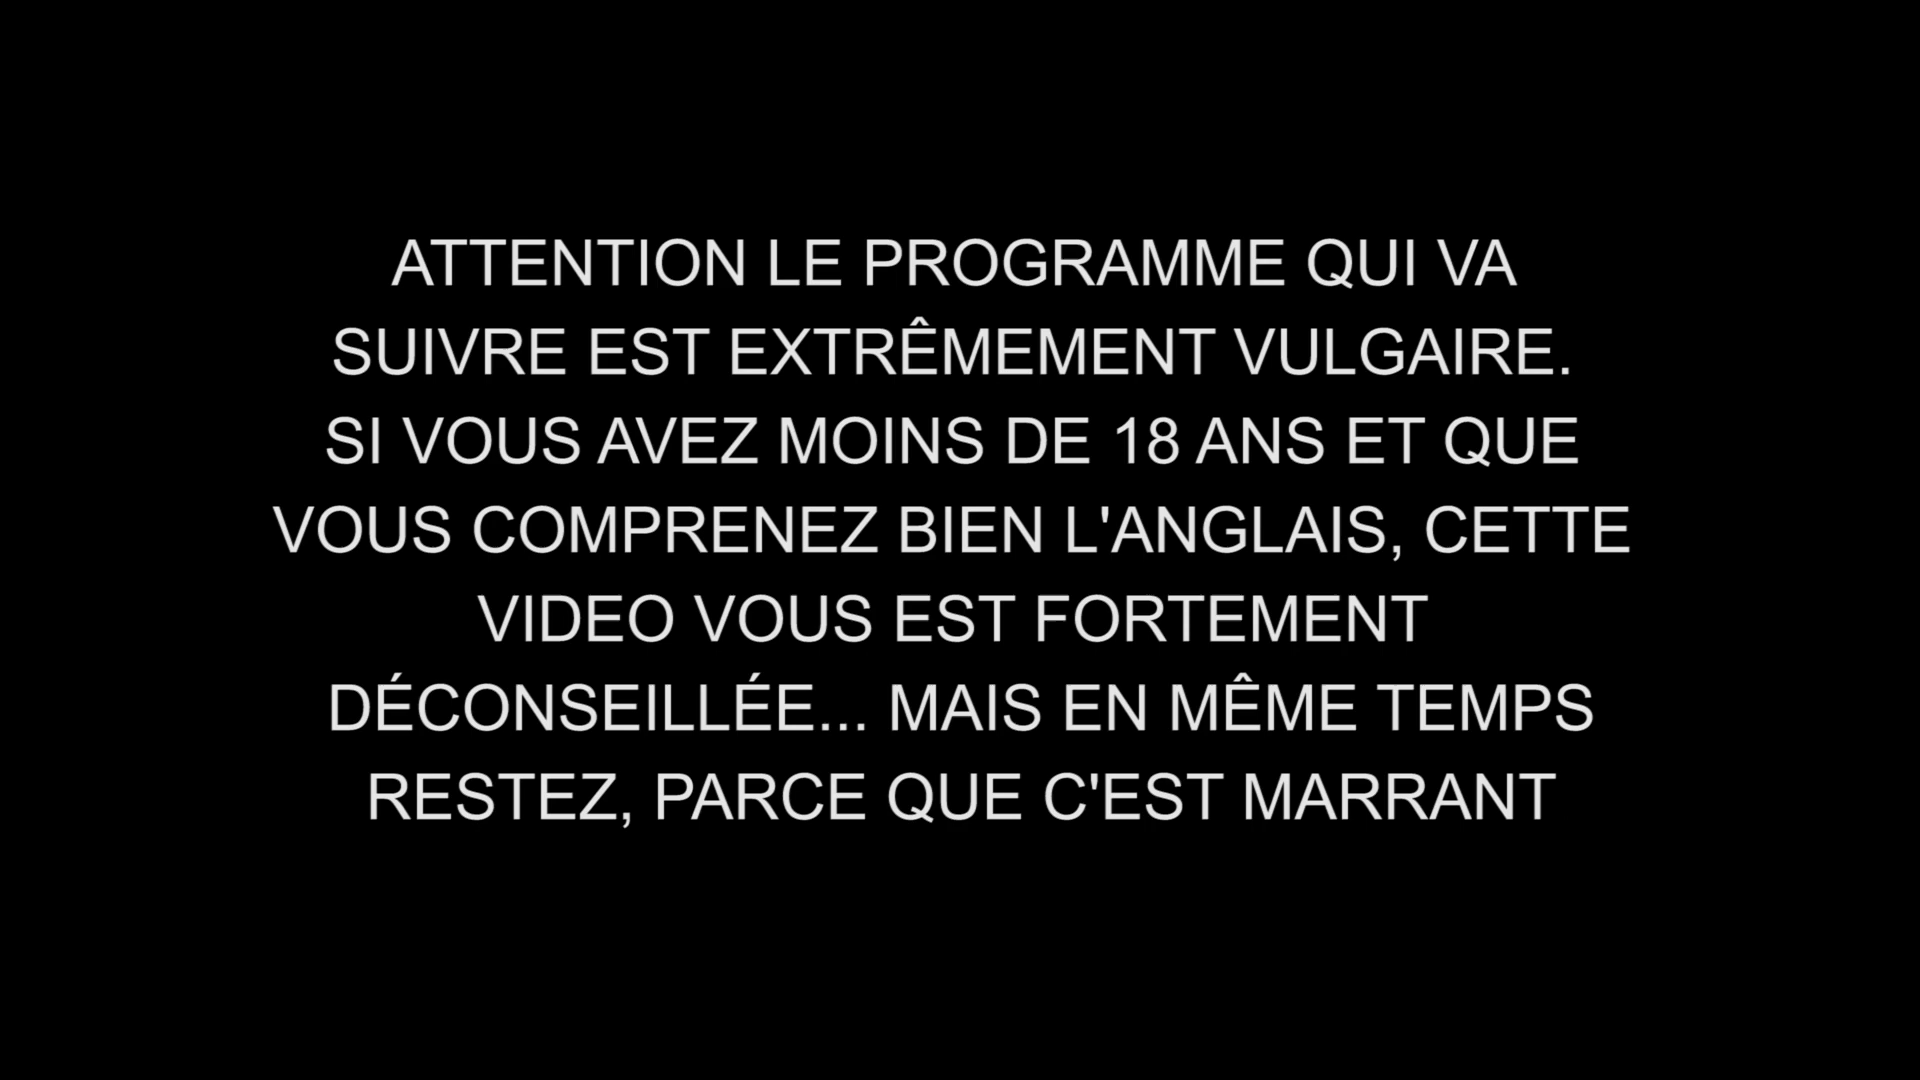 ATTENTION LE PROGRAMME QUI VA
SUIVRE EST EXTRÊMEMENT VULGAIRE.
SI VOUS AVEZ MOINS DE 18 ANS ET QUE
VOUS COMPRENEZ BIEN L'ANGLAIS, CETTE
VIDEO VOUS EST FORTEMENT
DÉCONSEILLÉE... MAIS EN MÊME TEMPS
RESTEZ, PARCE QUE C'EST MARRANT